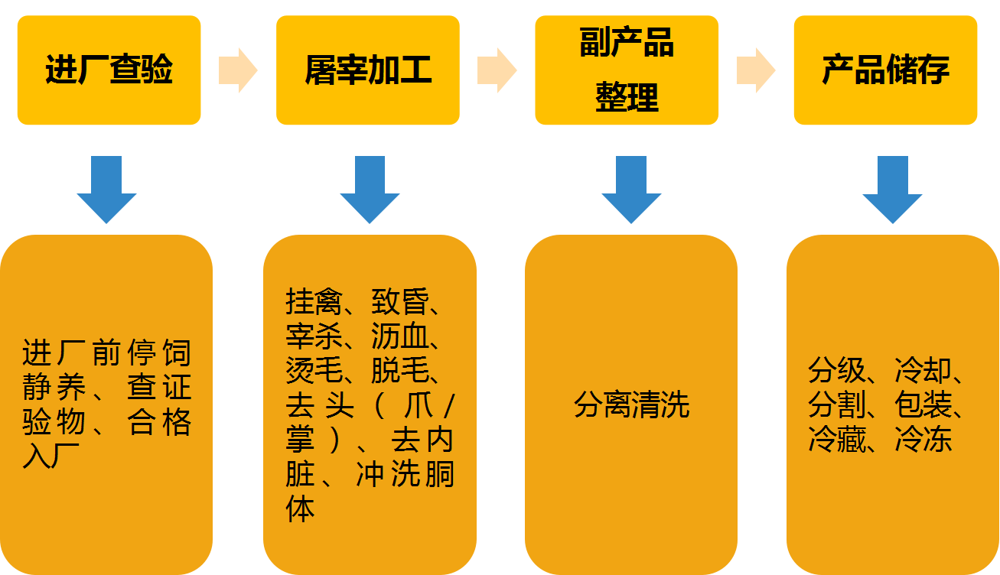 进厂查验
屠宰加工
副产品
整理
产品储存
进厂前停饲
静养、查证
验物、合格
入厂
挂禽、致昏、
宰杀、沥血、
烫毛、脱毛、
去头（爪/
掌）、去内
脏、冲洗胴
体
分离清洗
分级、冷却、
分割、包装、
冷藏、冷冻